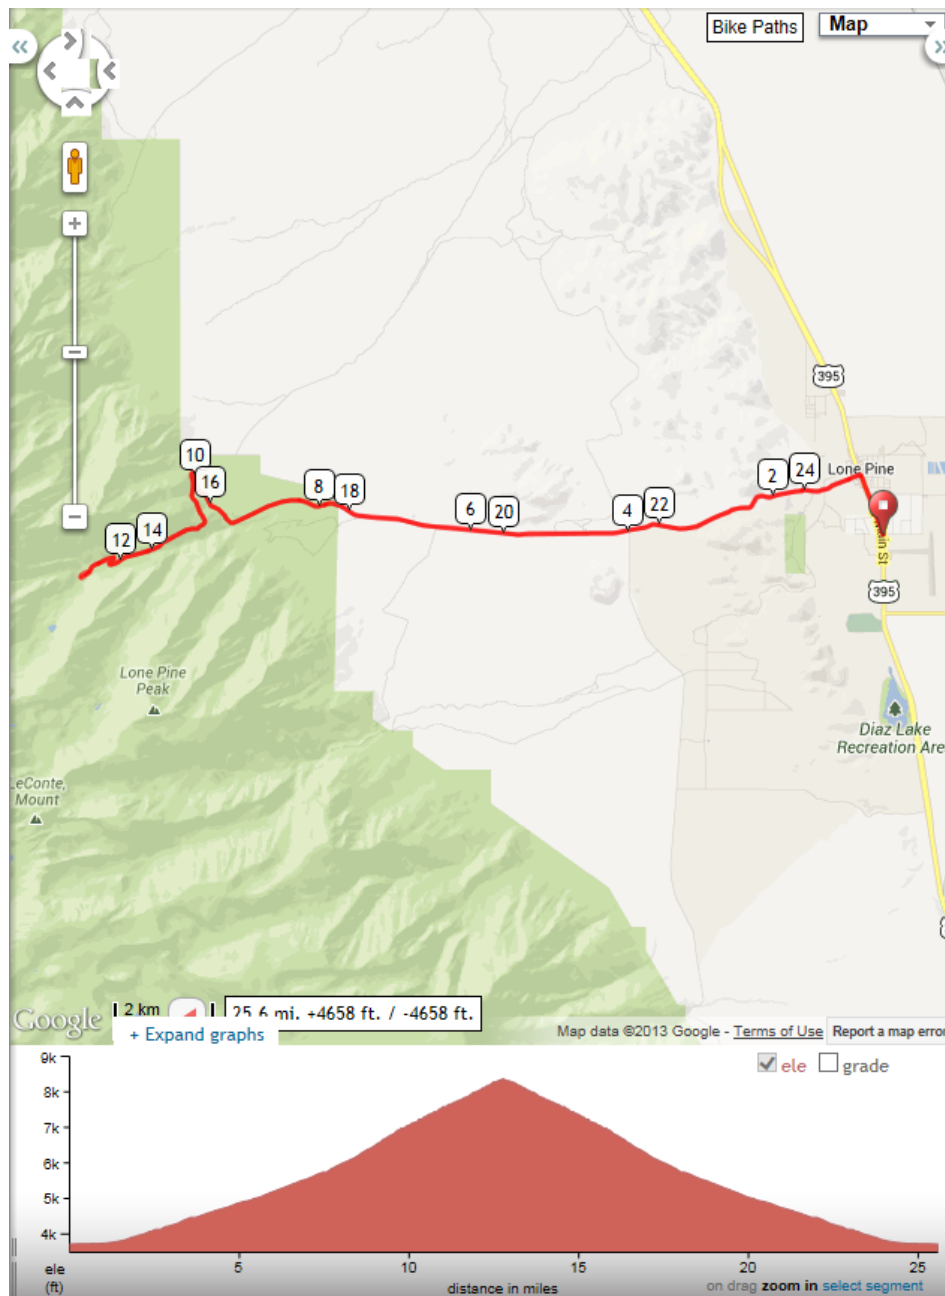 Bike Paths
Map
395
Lone Pine
10
16
8
18
6
20
4
22
2
24
12
14
Main St
395
Lone Pine
Peak
LeConte,
Mount
Diaz Lake
Recreation Are
Google
2 km
25.6 mi. +4658 ft. / -4658 ft.
+ Expand graphs
Map data ©2013 Google - Terms of Use
Report a map error
9k
8k
7k
6k
5k
4k
ele
grade
5
10
15
20
25
ele
(ft)
distance in miles
on drag zoom in select segment